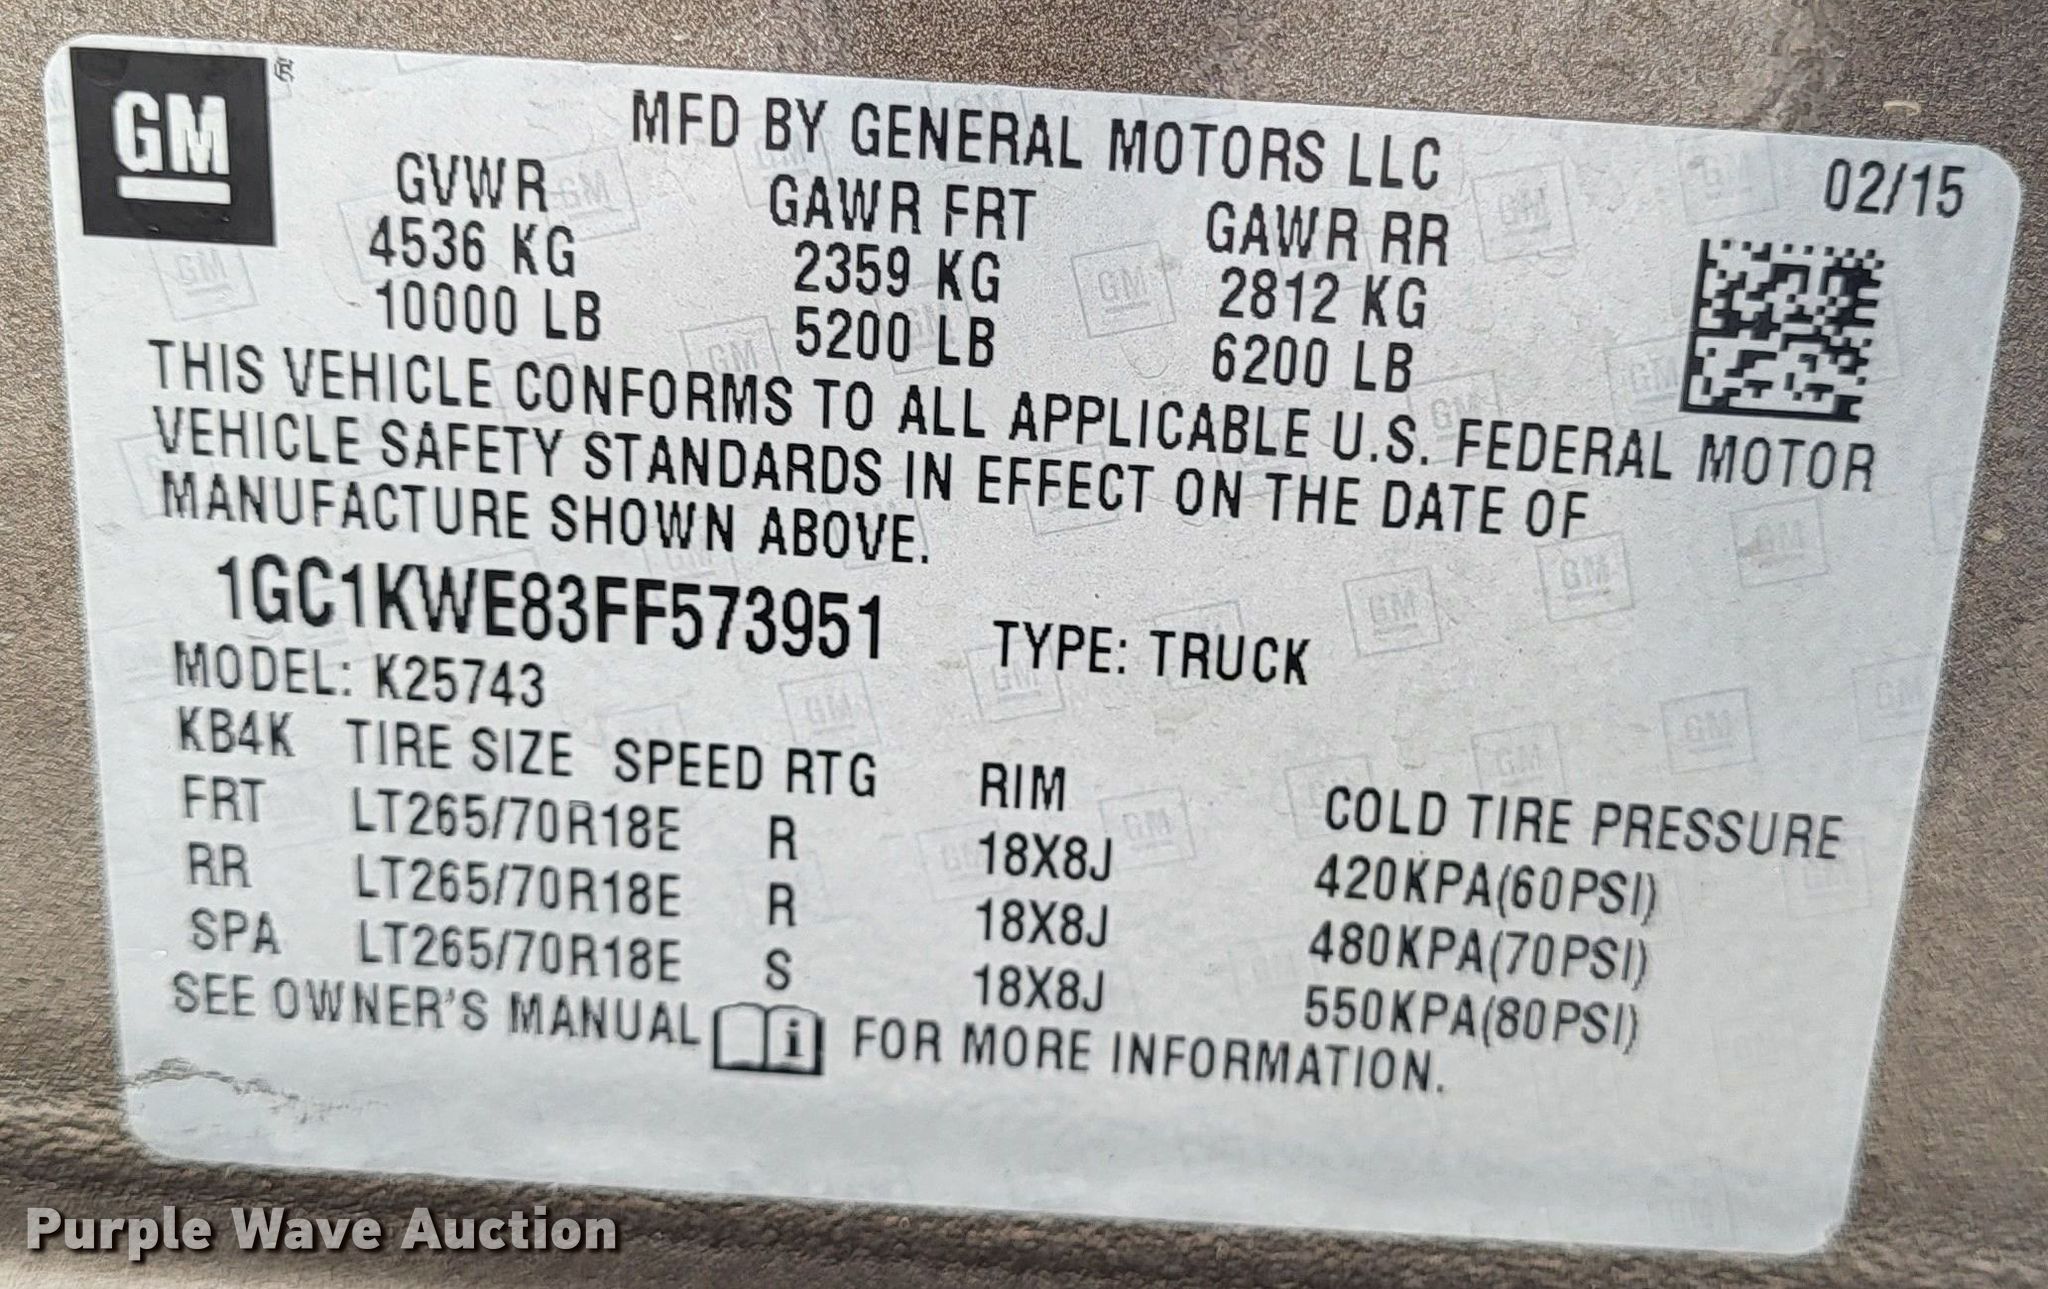 GM ®
MFD BY GENERAL MOTORS LLC
02/15
GVWR GAWR FRT GAWR RR
4536 KG 2359 KG 2812 KG
10000 LB 5200 LB 6200 LB
THIS VEHICLE CONFORMS TO ALL APPLICABLE U.S. FEDERAL MOTOR
VEHICLE SAFETY STANDARDS IN EFFECT ON THE DATE OF
MANUFACTURE SHOWN ABOVE.
1GC1KWE83FF573951 TYPE: TRUCK
MODEL: K25743
KB4K TIRE SIZE SPEED RTG RIM COLD TIRE PRESSURE
FRT LT265/70R18E R 18X8J 420KPA(60PSI)
RR LT265/70R18E R 18X8J 480KPA(70PSI)
SPA LT265/70R18E S 18X8J 550KPA(80PSI)
SEE OWNER'S MANUAL i FOR MORE INFORMATION.
Purple Wave Auction